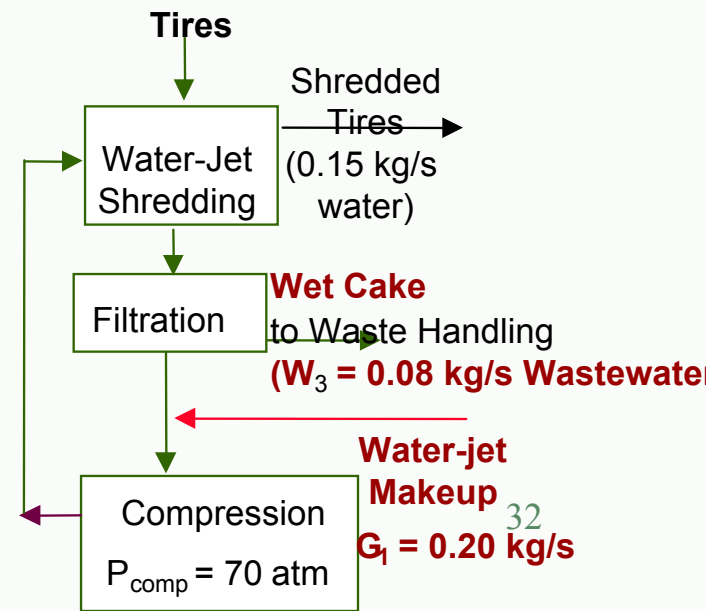 Tires
Shredded
Tires
(0.15 kg/s
water)
Water-Jet
Shredding
Wet Cake
Filtration
to Waste Handling
(W₃ = 0.08 kg/s Wastewater
Water-jet
Makeup
32
G₁ = 0.20 kg/s
Compression
P_comp = 70 atm